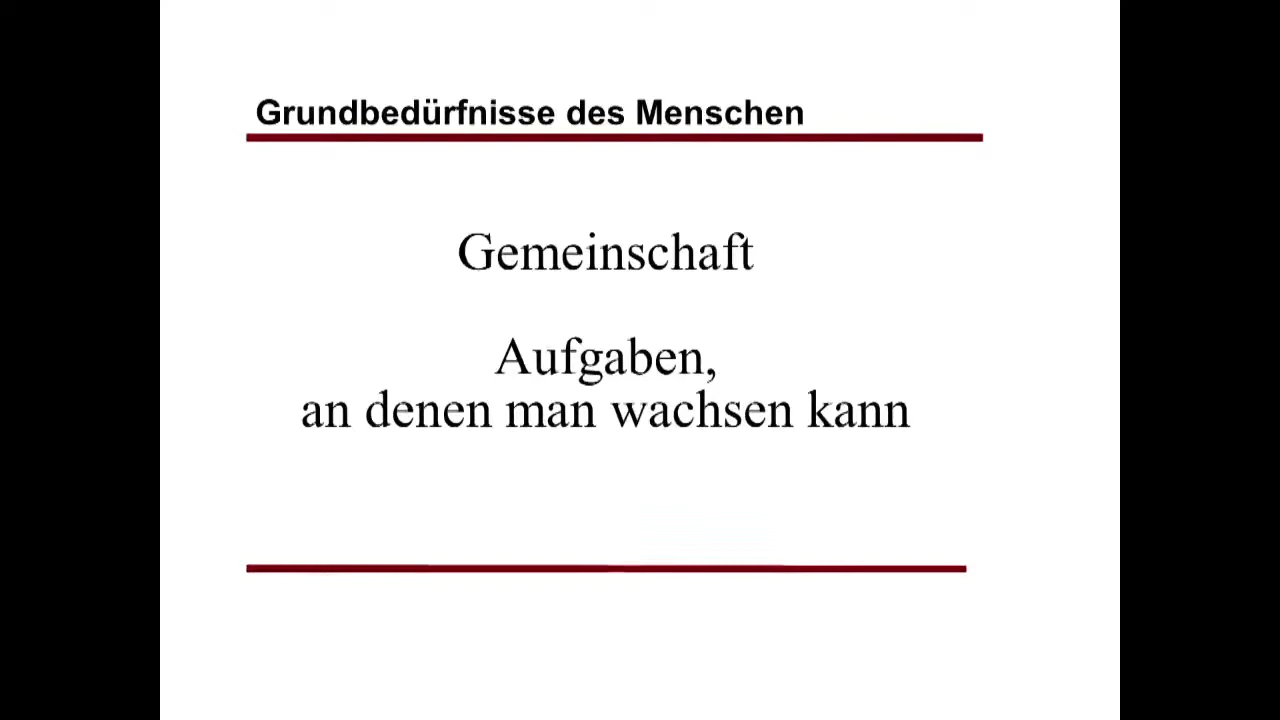 Grundbedürfnisse des Menschen
Gemeinschaft
Aufgaben,
an denen man wachsen kann